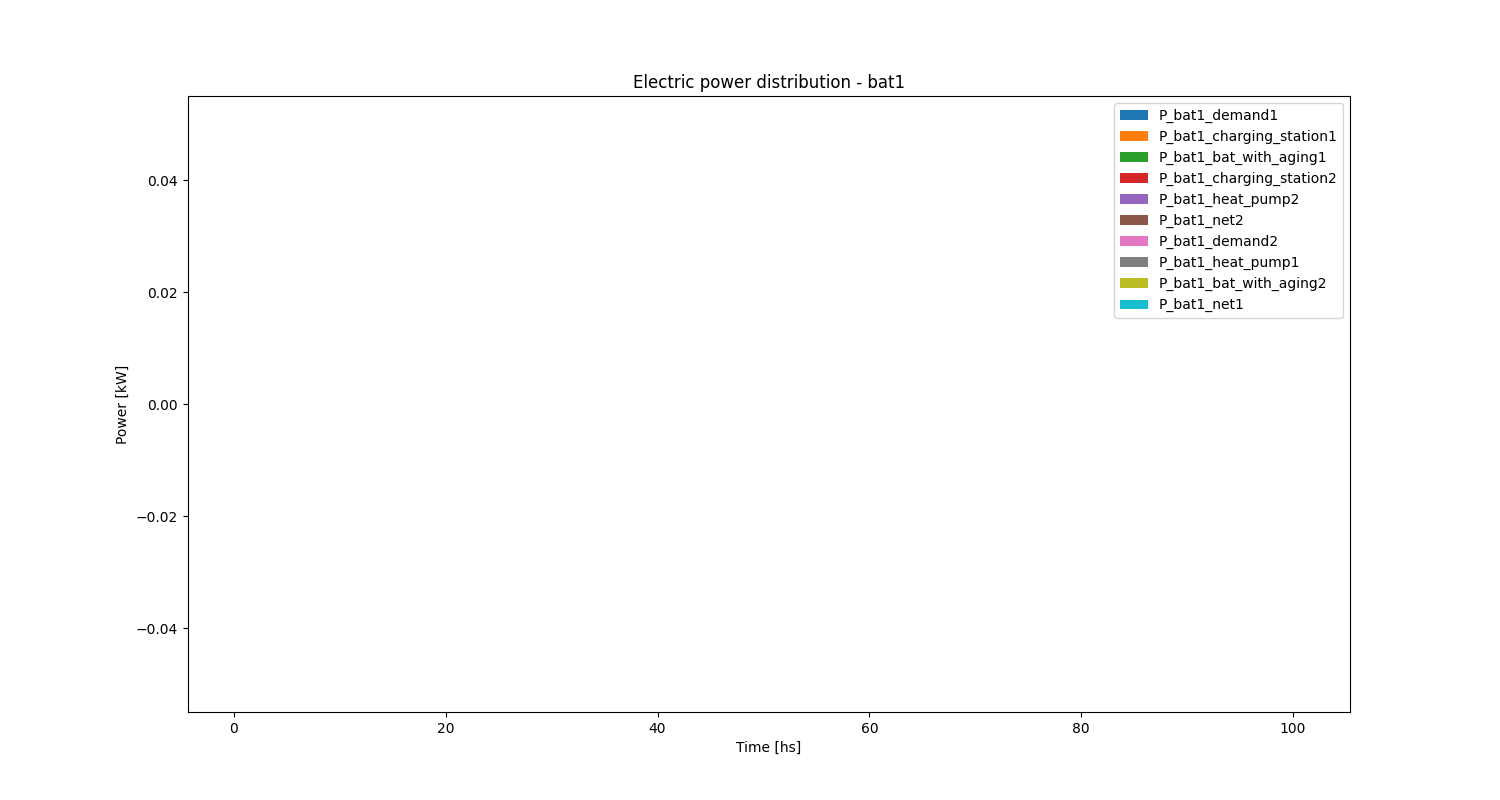 Electric power distribution - bat1
P_bat1_demand1
P_bat1_charging_station1
P_bat1_bat_with_aging1
P_bat1_charging_station2
P_bat1_heat_pump2
P_bat1_net2
P_bat1_demand2
P_bat1_heat_pump1
P_bat1_bat_with_aging2
P_bat1_net1
Power [kW]
0.04
0.02
0.00
−0.02
−0.04
0 20 40 60 80 100
Time [hs]